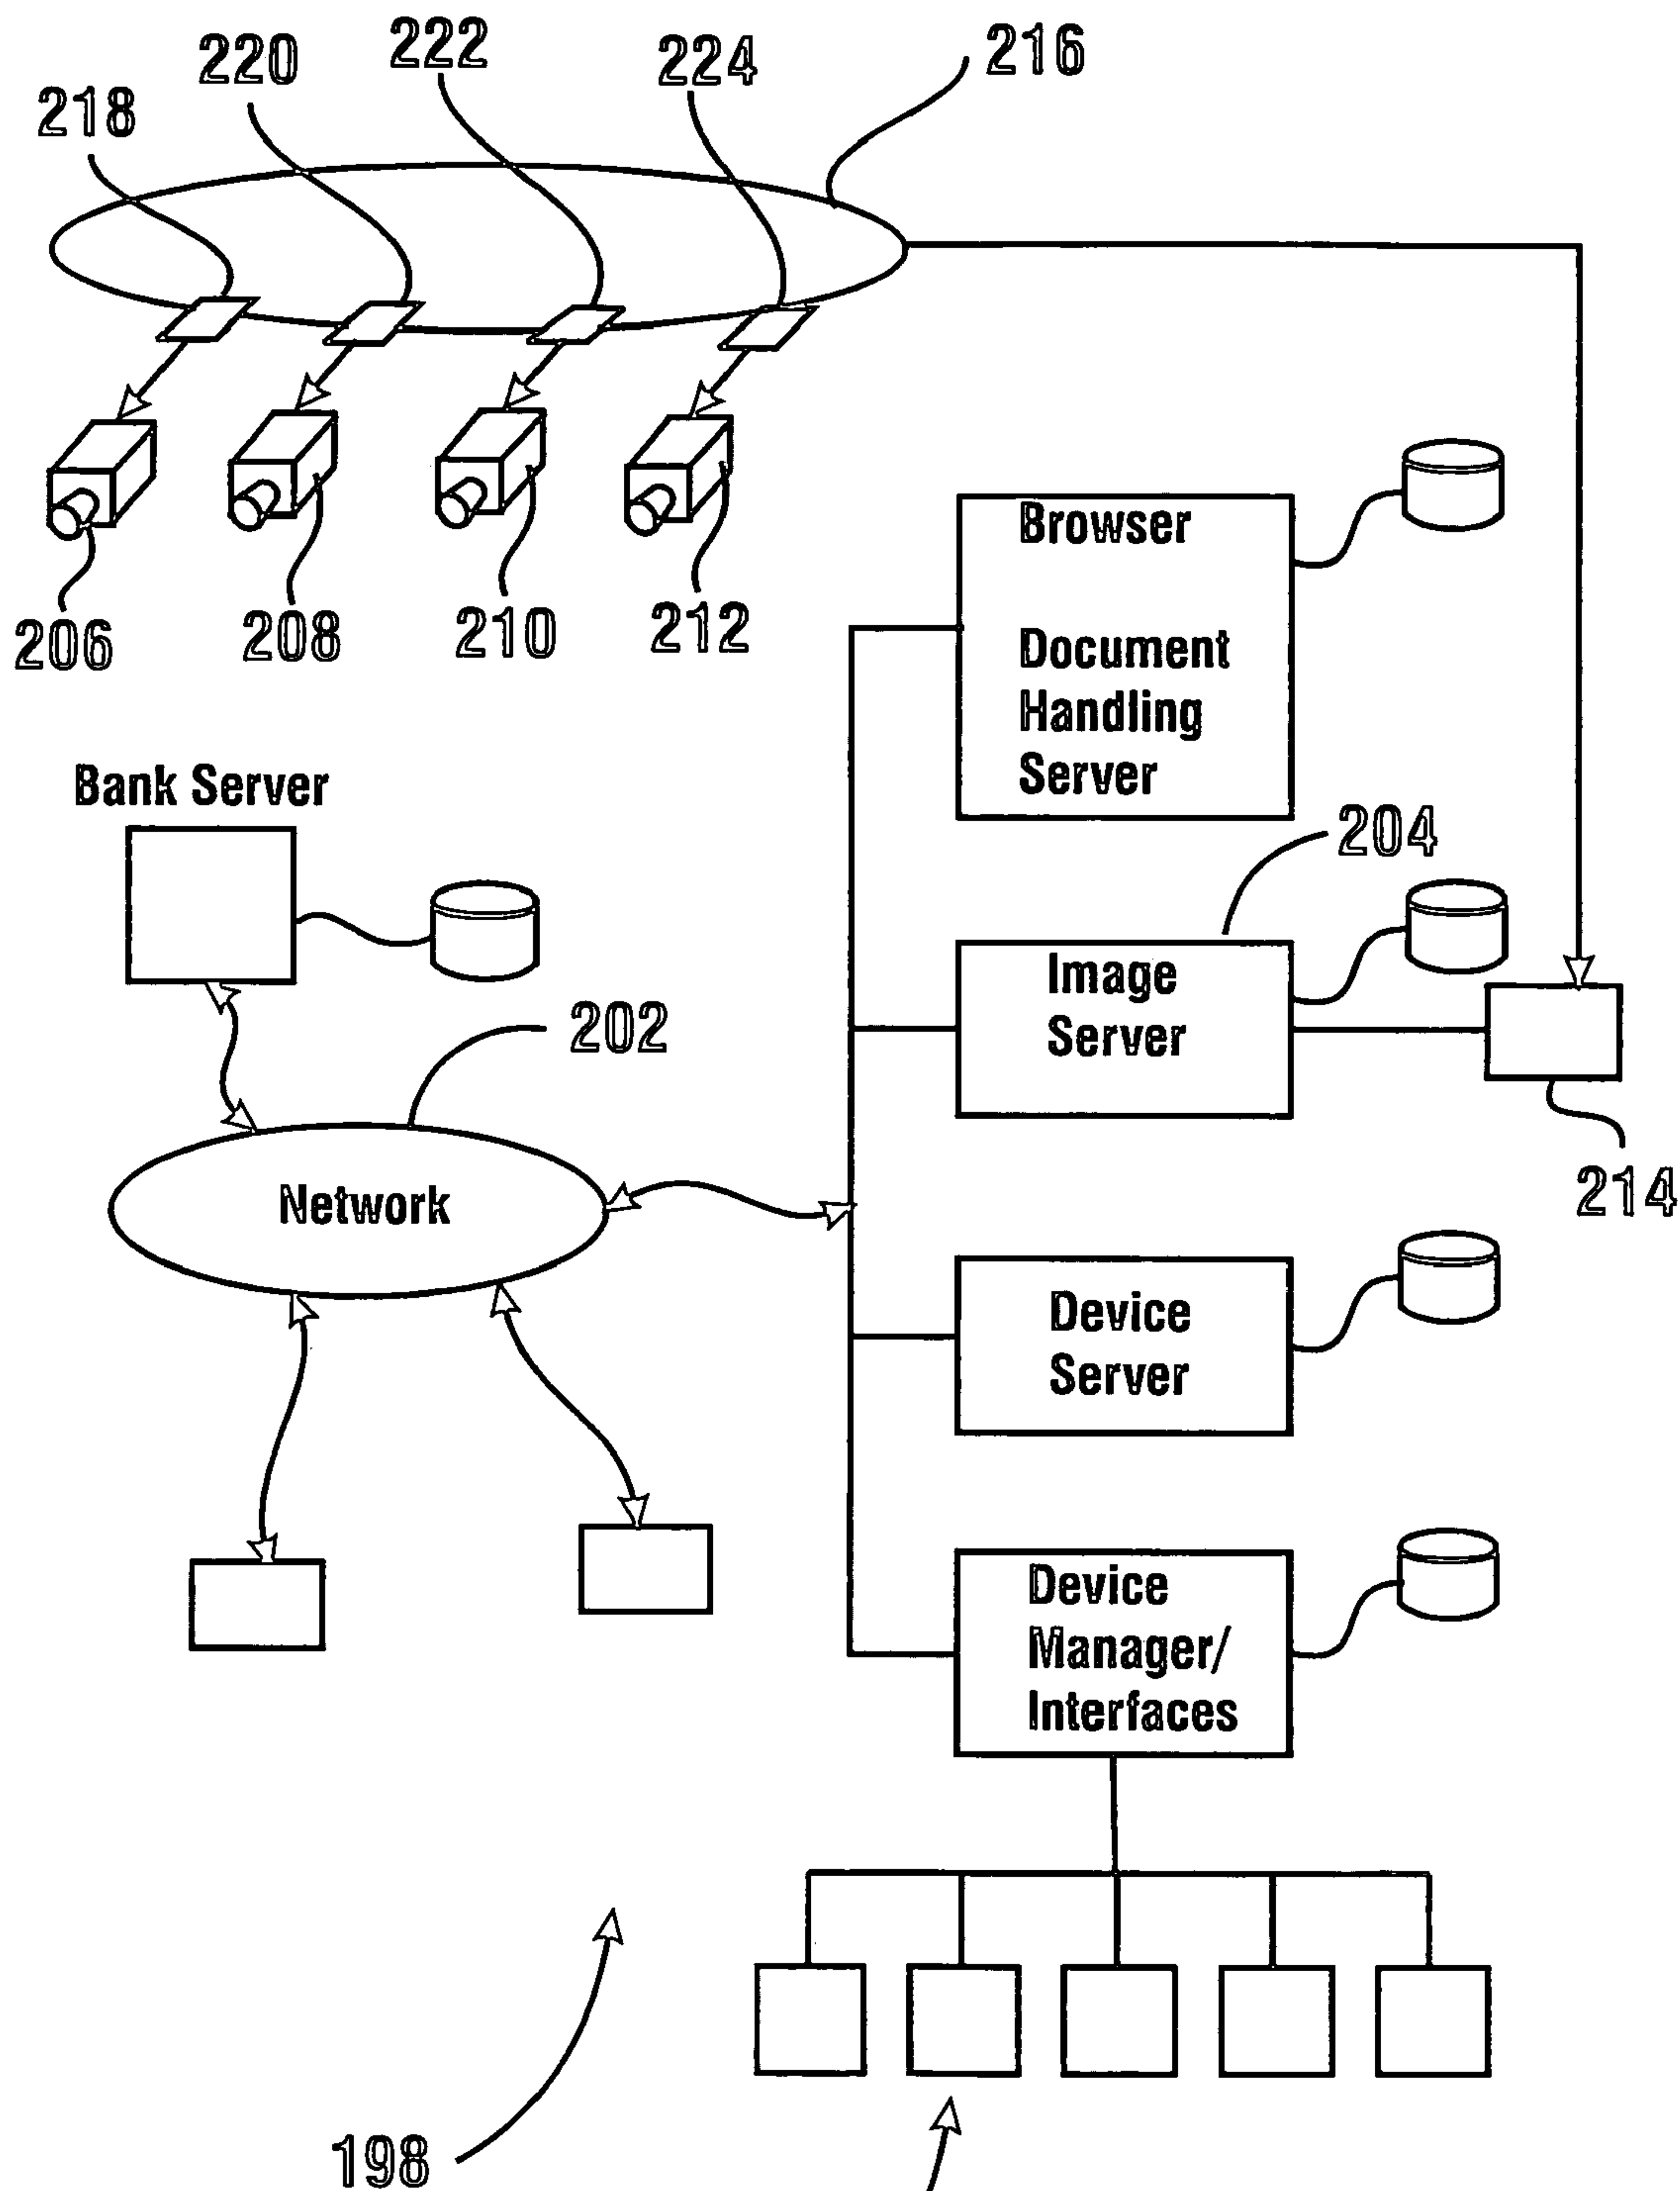 222
216
220
224
218
206
208
210
212
Browser
Document
Handling
Server
Bank Server
204
Image
Server
202
214
Network
Device
Server
Device
Manager/
Interfaces
198